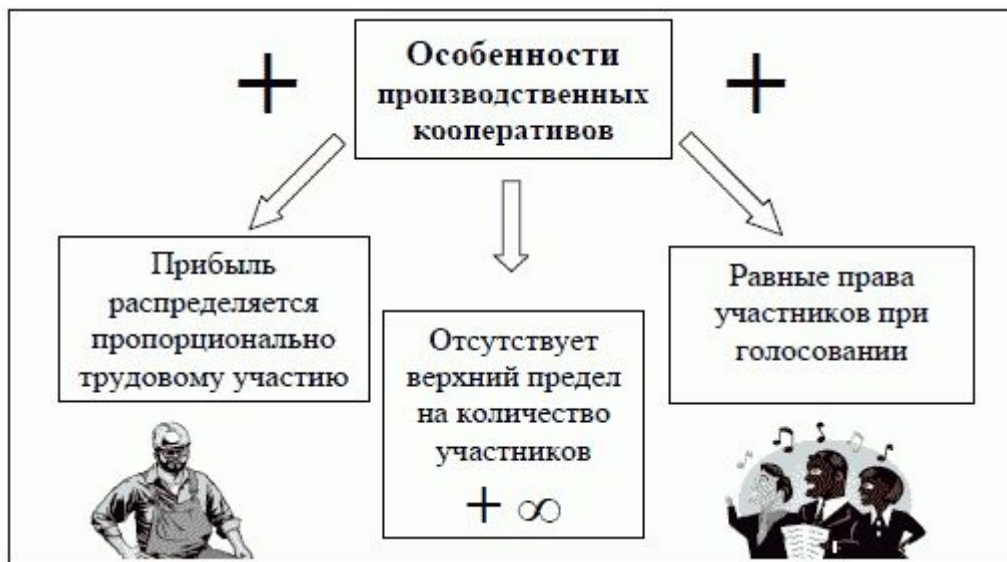 +
+
Особенности
производственных
кооперативов
Прибыль
распределяется
пропорционально
трудовому участию
Отсутствует
верхний предел
на количество
участников
+ ∞
Равные права
участников при
голосовании